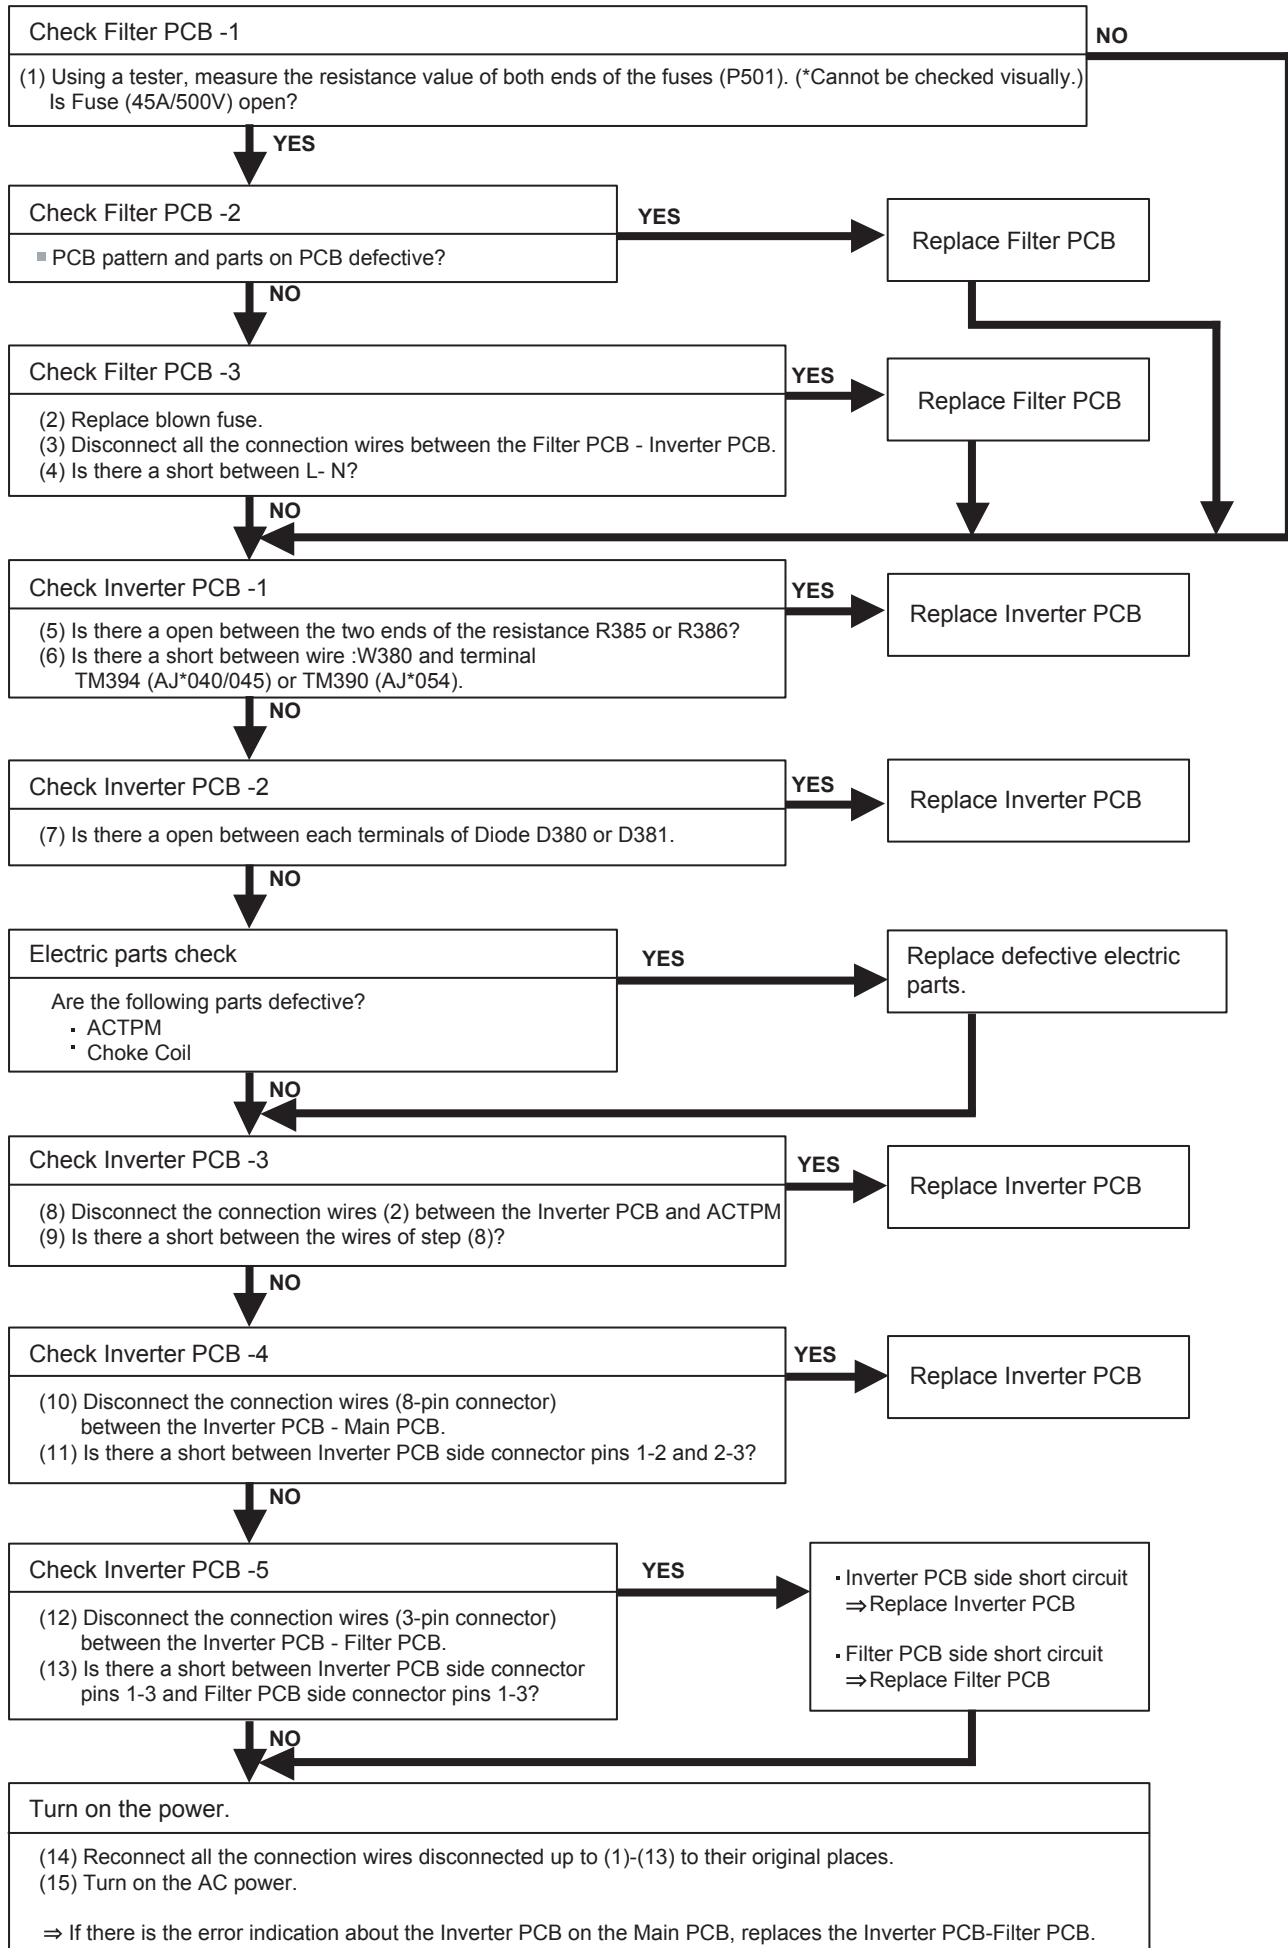 Check Filter PCB -1
NO
(1) Using a tester, measure the resistance value of both ends of the fuses (P501). (*Cannot be checked visually.)
Is Fuse (45A/500V) open?
YES
Check Filter PCB -2
YES
Replace Filter PCB
■ PCB pattern and parts on PCB defective?
NO
Check Filter PCB -3
YES
Replace Filter PCB
(2) Replace blown fuse.
(3) Disconnect all the connection wires between the Filter PCB - Inverter PCB.
(4) Is there a short between L- N?
NO
Check Inverter PCB -1
YES
Replace Inverter PCB
(5) Is there a open between the two ends of the resistance R385 or R386?
(6) Is there a short between wire :W380 and terminal
TM394 (AJ*040/045) or TM390 (AJ*054).
NO
Check Inverter PCB -2
YES
Replace Inverter PCB
(7) Is there a open between each terminals of Diode D380 or D381.
NO
Electric parts check
YES
Replace defective electric
parts.
Are the following parts defective?
· ACTPM
· Choke Coil
NO
Check Inverter PCB -3
YES
Replace Inverter PCB
(8) Disconnect the connection wires (2) between the Inverter PCB and ACTPM
(9) Is there a short between the wires of step (8)?
NO
Check Inverter PCB -4
YES
Replace Inverter PCB
(10) Disconnect the connection wires (8-pin connector)
between the Inverter PCB - Main PCB.
(11) Is there a short between Inverter PCB side connector pins 1-2 and 2-3?
NO
Check Inverter PCB -5
YES
· Inverter PCB side short circuit
⇒ Replace Inverter PCB
· Filter PCB side short circuit
⇒ Replace Filter PCB
(12) Disconnect the connection wires (3-pin connector)
between the Inverter PCB - Filter PCB.
(13) Is there a short between Inverter PCB side connector
pins 1-3 and Filter PCB side connector pins 1-3?
NO
Turn on the power.
(14) Reconnect all the connection wires disconnected up to (1)-(13) to their original places.
(15) Turn on the AC power.
⇒ If there is the error indication about the Inverter PCB on the Main PCB, replaces the Inverter PCB-Filter PCB.